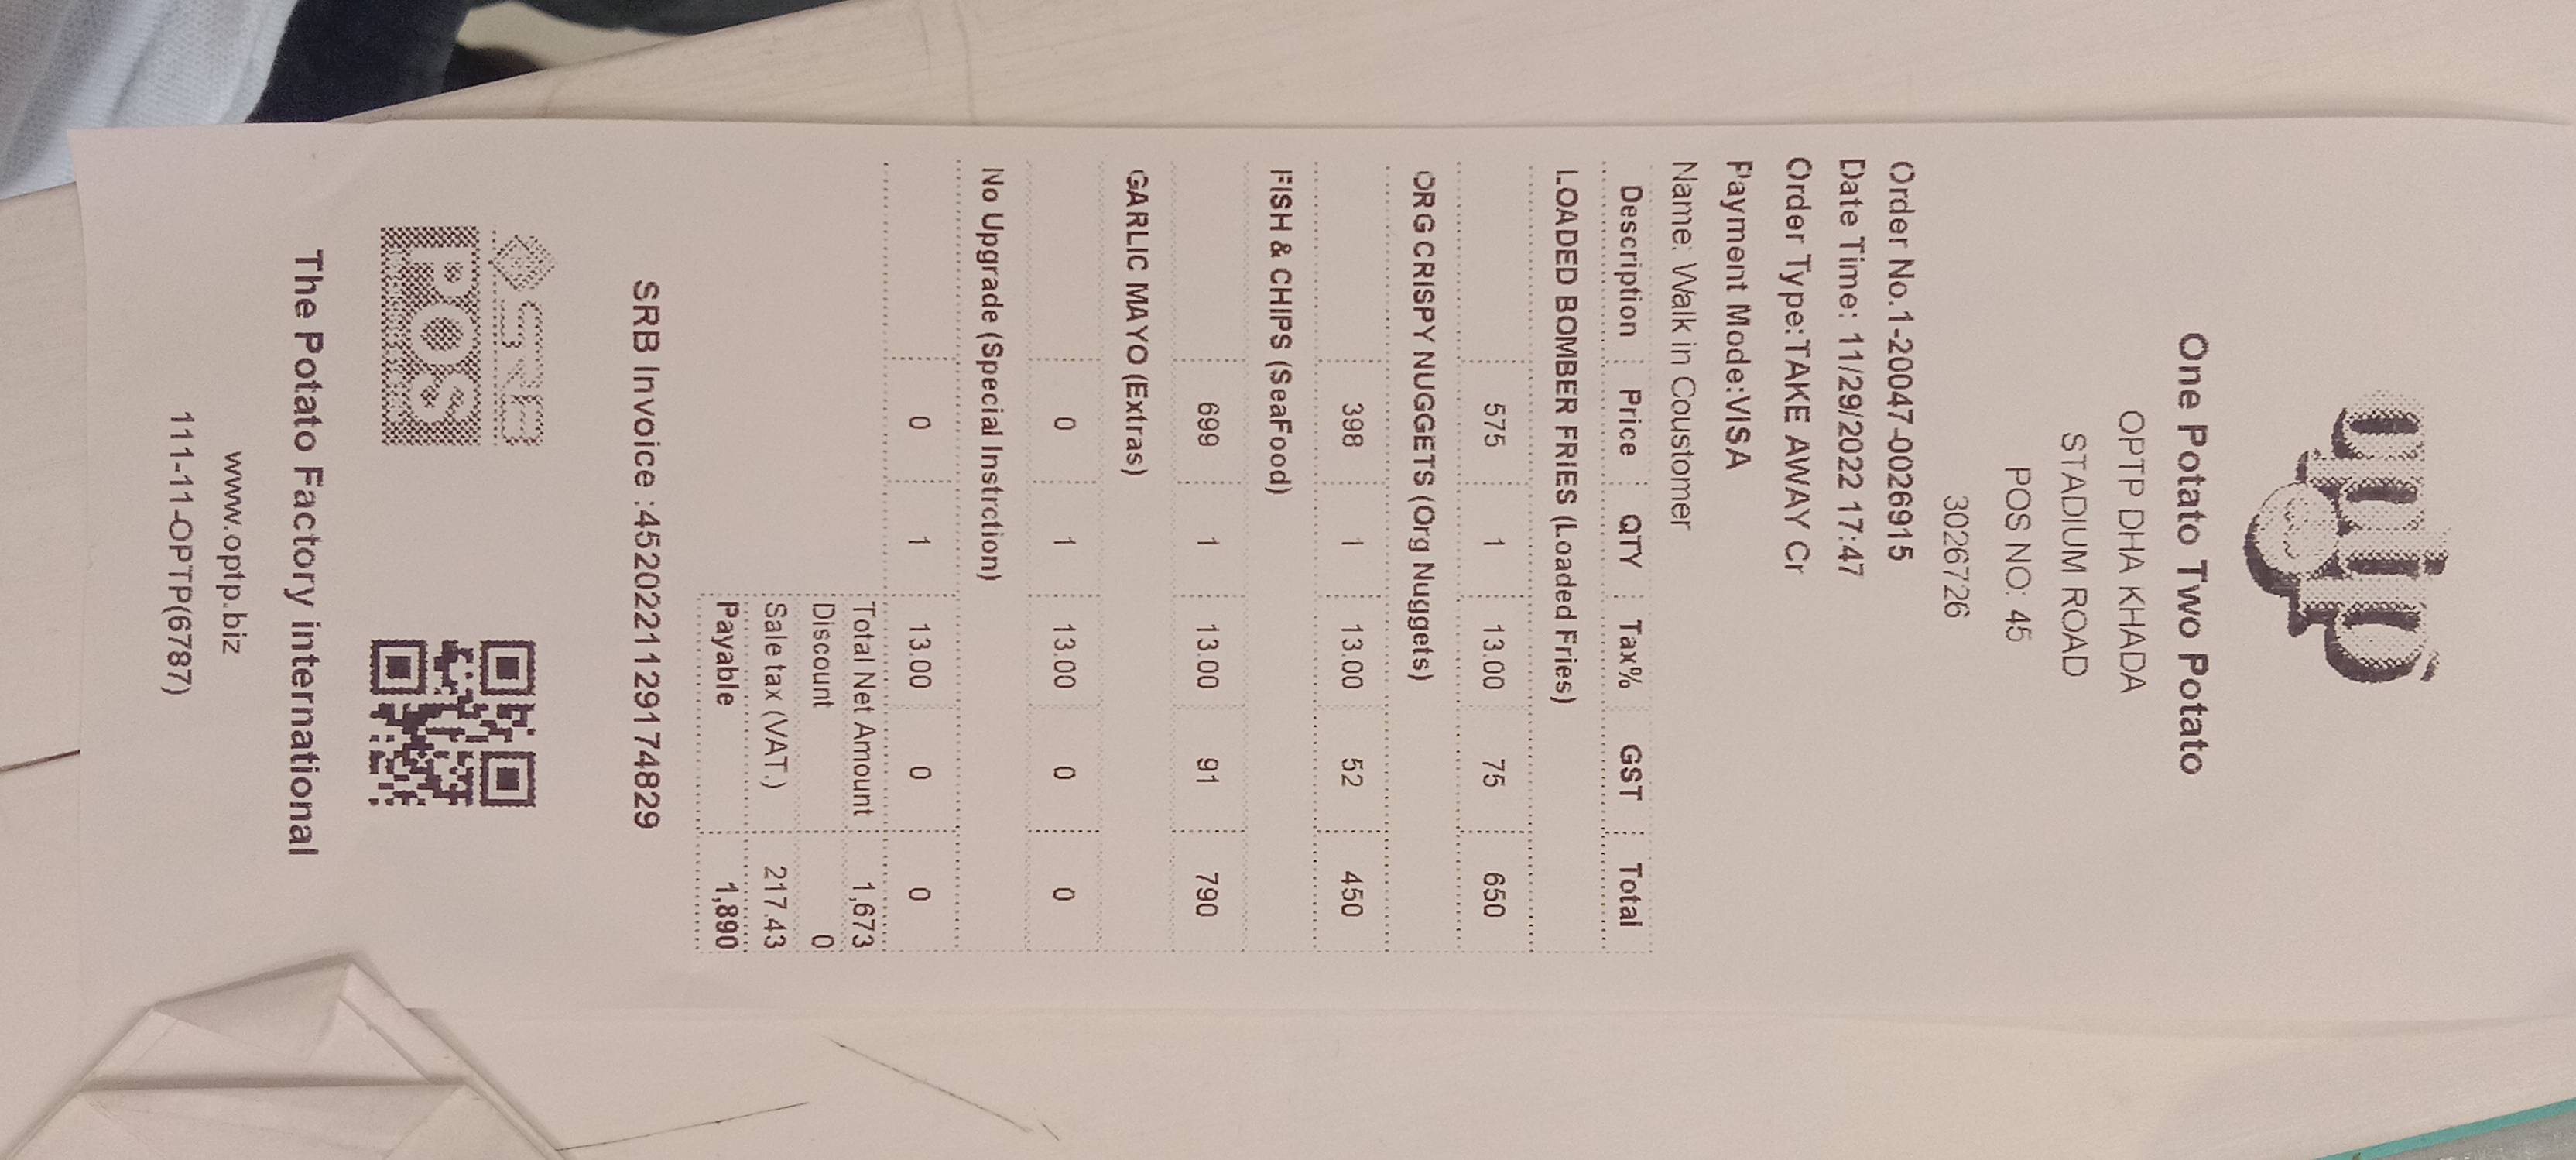 optp
One Potato Two Potato
OPTP DHA KHADA
STADIUM ROAD
POS NO: 45
3026726
Order No.1-20047-0026915
Date Time: 11/29/2022 17:47
Order Type:TAKE AWAY Cr
Payment Mode:VISA
Name: Walk in Coustomer
Description Price QTY Tax% GST Total
LOADED BOMBER FRIES (Loaded Fries)
575 1 13.00 75 650
ORG CRISPY NUGGETS (Org Nuggets)
398 1 13.00 52 450
FISH & CHIPS (SeaFood)
699 1 13.00 91 790
GARLIC MAYO (Extras)
0 1 13.00 0 0
No Upgrade (Special Instrction)
0 1 13.00 0 0
Total Net Amount 1,673
Discount 0
Sale tax (VAT) 217.43
Payable 1,890
SRB Invoice :4520221129174829
SRB
POS
The Potato Factory international
www.optp.biz
111-11-OPTP(6787)